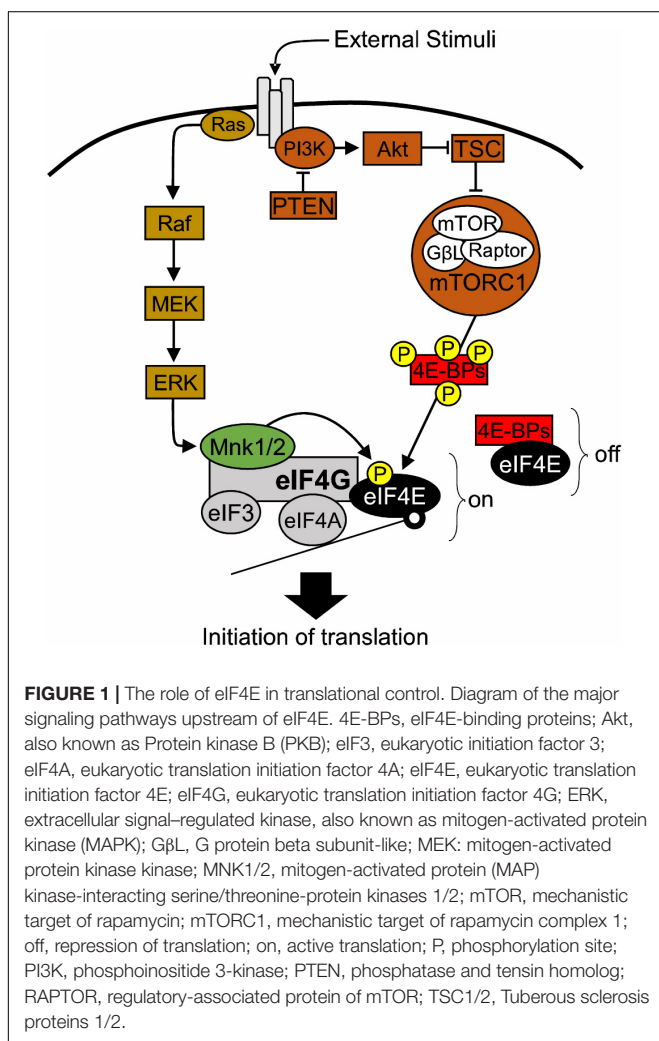 External Stimuli
Ras
PI3K
Akt
TSC
PTEN
Raf
mTOR
GβL
Raptor
mTORC1
MEK
P
P
P
4E-BPs
P
ERK
4E-BPs
eIF4E
off
Mnk1/2
P
eIF4G
eIF4E
on
eIF3
eIF4A
Initiation of translation
FIGURE 1 | The role of eIF4E in translational control. Diagram of the major
signaling pathways upstream of eIF4E. 4E-BPs, eIF4E-binding proteins; Akt,
also known as Protein kinase B (PKB); eIF3, eukaryotic initiation factor 3;
eIF4A, eukaryotic translation initiation factor 4A; eIF4E, eukaryotic translation
initiation factor 4E; eIF4G, eukaryotic translation initiation factor 4G; ERK,
extracellular signal–regulated kinase, also known as mitogen-activated protein
kinase (MAPK); GβL, G protein beta subunit-like; MEK: mitogen-activated
protein kinase kinase; MNK1/2, mitogen-activated protein (MAP)
kinase-interacting serine/threonine-protein kinases 1/2; mTOR, mechanistic
target of rapamycin; mTORC1, mechanistic target of rapamycin complex 1;
off, repression of translation; on, active translation; P, phosphorylation site;
PI3K, phosphoinositide 3-kinase; PTEN, phosphatase and tensin homolog;
RAPTOR, regulatory-associated protein of mTOR; TSC1/2, Tuberous sclerosis
proteins 1/2.